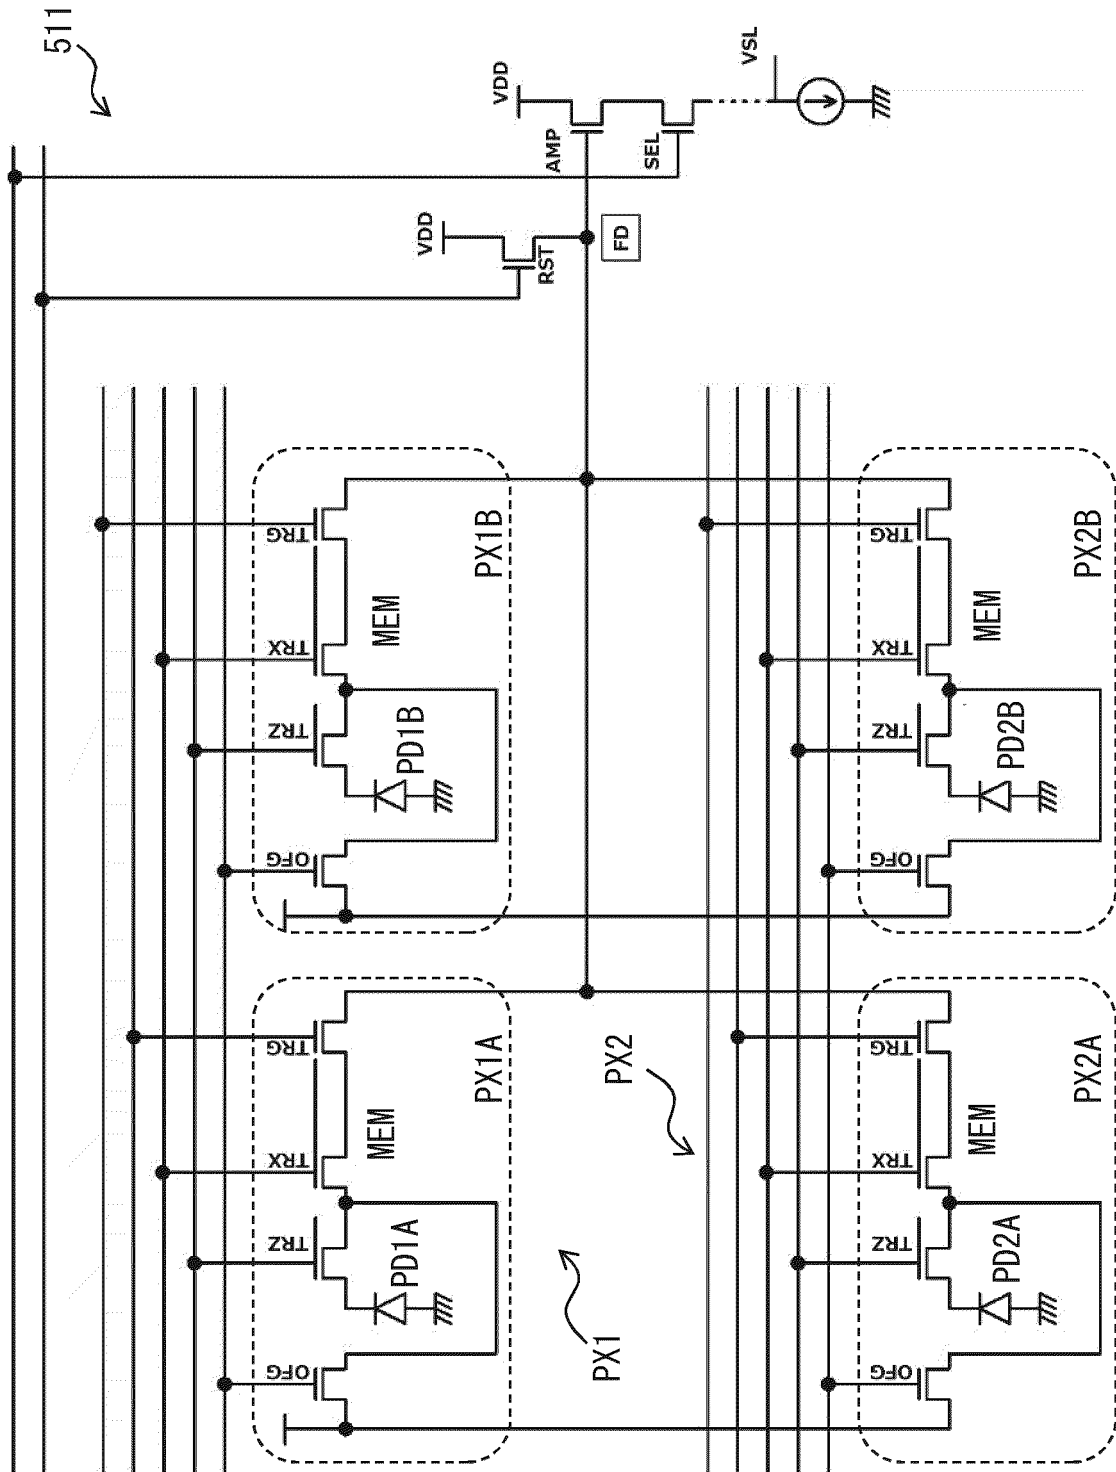 511
VDD
AMP
SEL
VSL
VDD
RST
FD
TRG
TRX
TRZ
OFG
MEM
PD1B
PX1B
TRG
TRX
TRZ
OFG
MEM
PD2B
PX2B
TRG
TRX
TRZ
OFG
MEM
PD1A
PX1A
PX1
PX2
TRG
TRX
TRZ
OFG
MEM
PD2A
PX2A